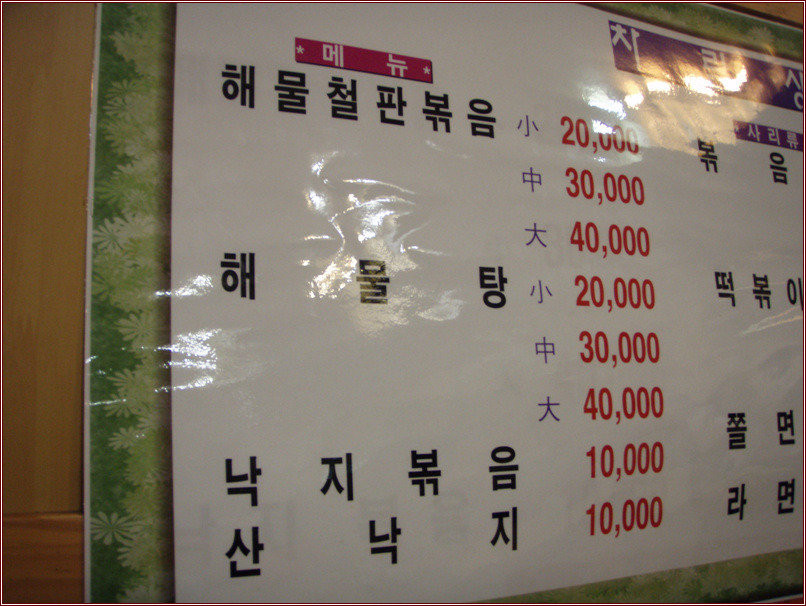 * 메 뉴 *
해물철판볶음 小 20,000
中 30,000
大 40,000
해 물 탕 小 20,000
中 30,000
大 40,000
낙 지 볶 음 10,000
산 낙 지 10,000
차 림
사리류
볶 음
떡볶이
쫄 면
라 면